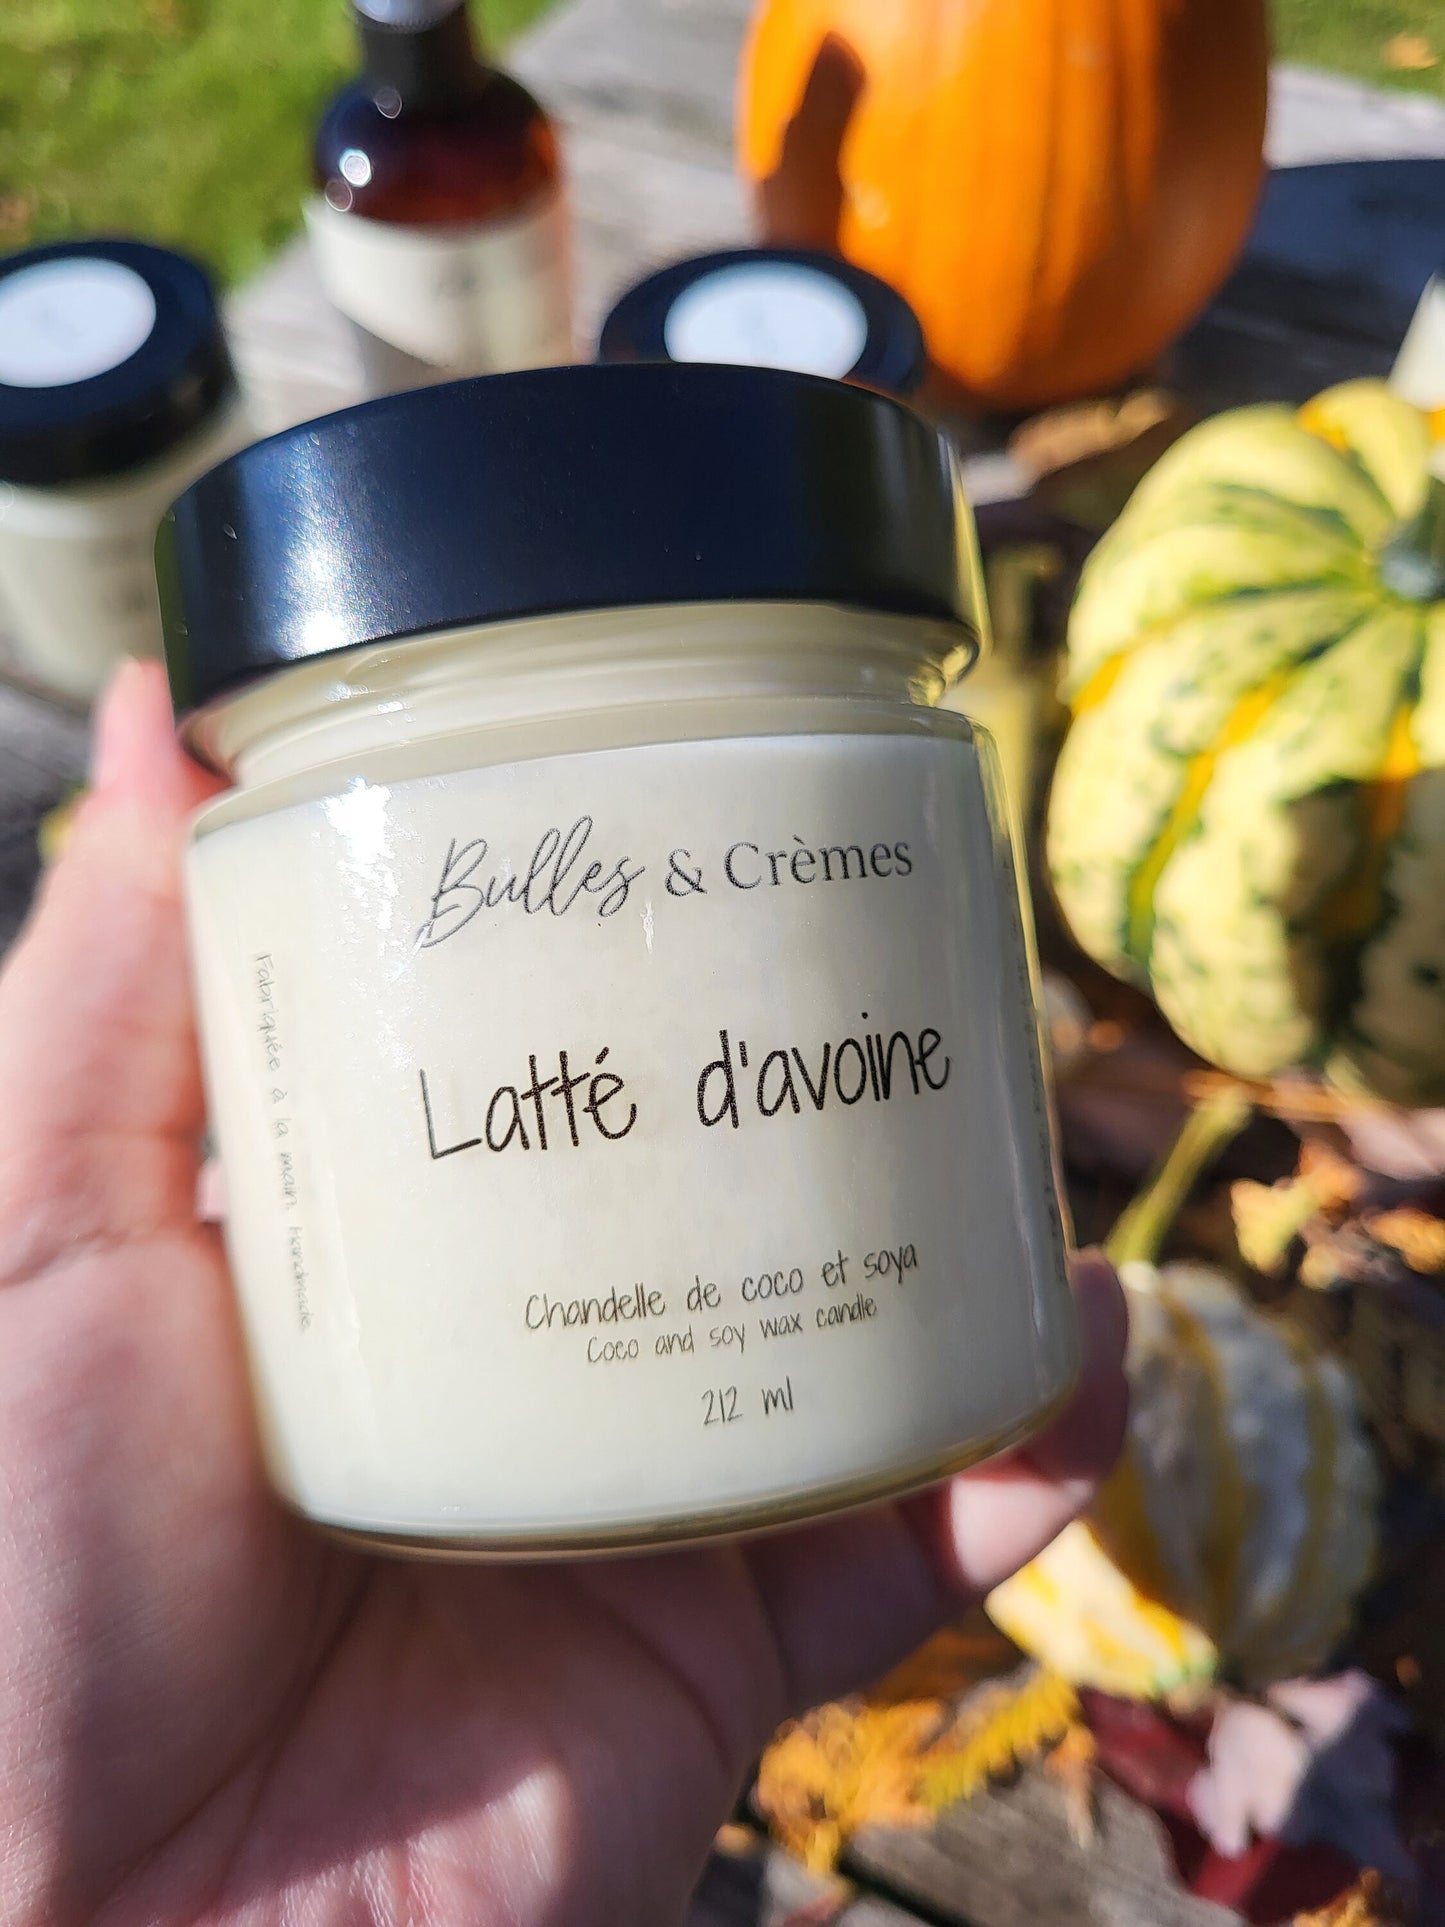 Bulles & Crèmes
Latté d'avoine
Chandelle de coco et soya
Coco and soy wax candle
212 ml
Fabriquée à la main. Handmade.